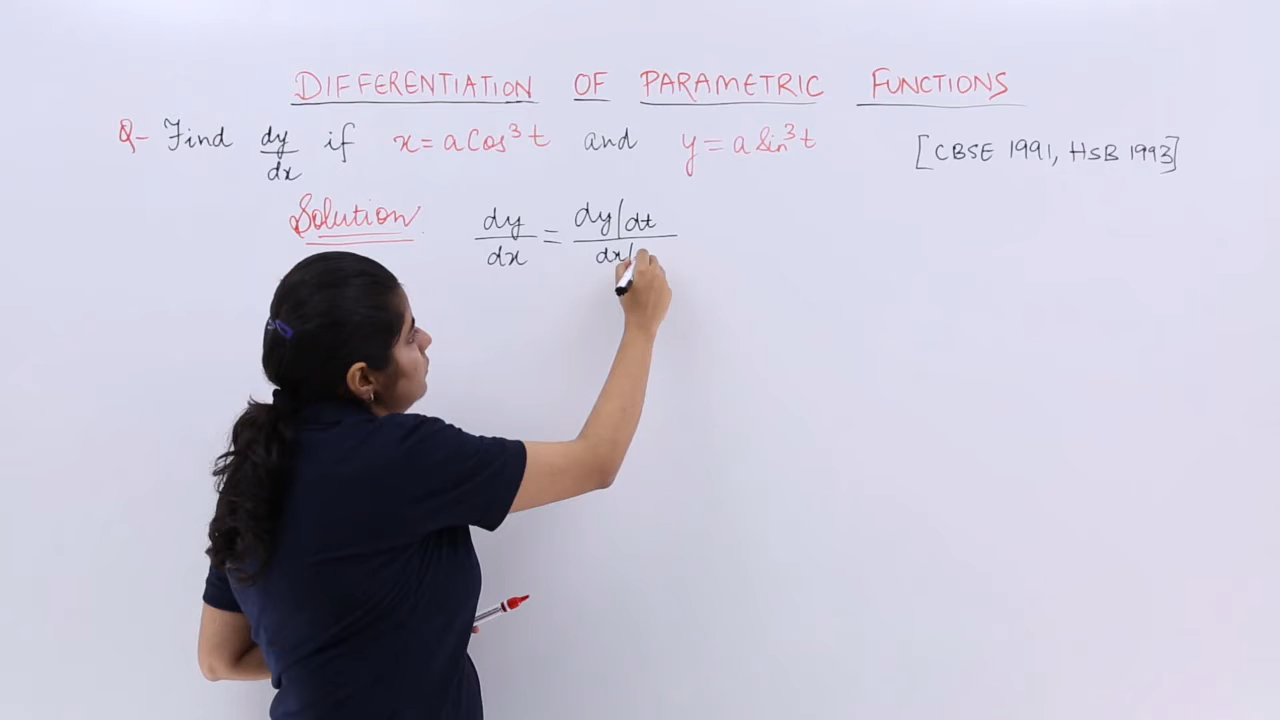 DIFFERENTIATION OF PARAMETRIC FUNCTIONS
Q- Find dy/dx if x = a Cos³ t and y = a Sin³ t [CBSE 1991, HSB 1993]
Solution. dy/dx = dy/dt
dx/